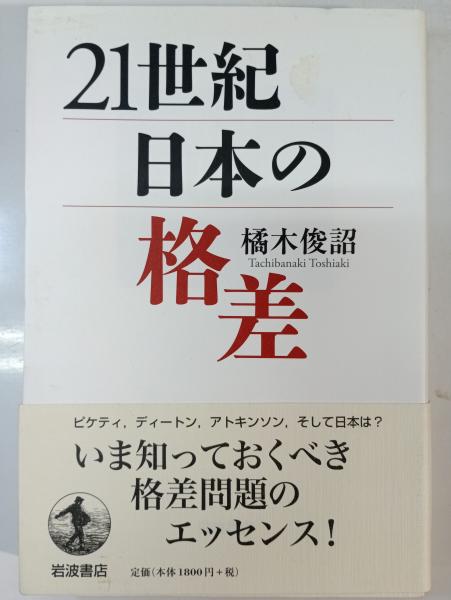 21世紀
日本の
格差
橘木俊詔
Tachibanaki Toshiaki
ピケティ，ディートン，アトキンソン，そして日本は？
いま知っておくべき
格差問題の
エッセンス！
岩波書店
定価(本体1800円+税)